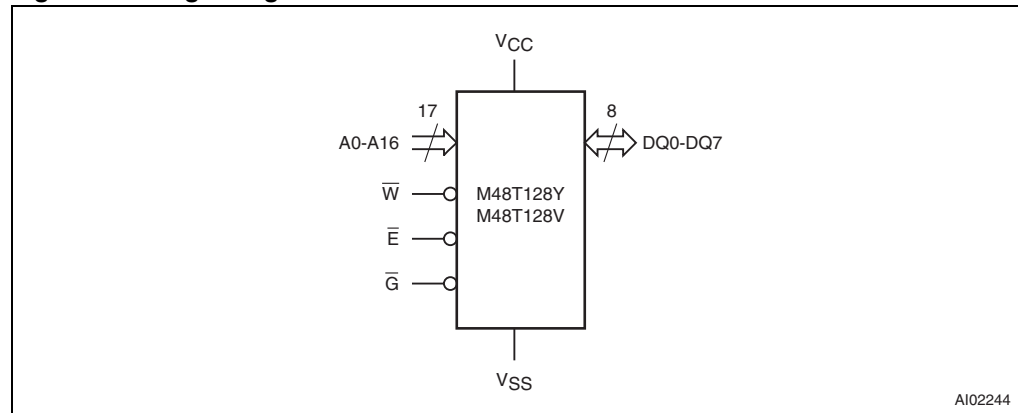 VCC
17
8
A0-A16
DQ0-DQ7
W̅
M48T128Y
M48T128V
E̅
G̅
VSS
AI02244